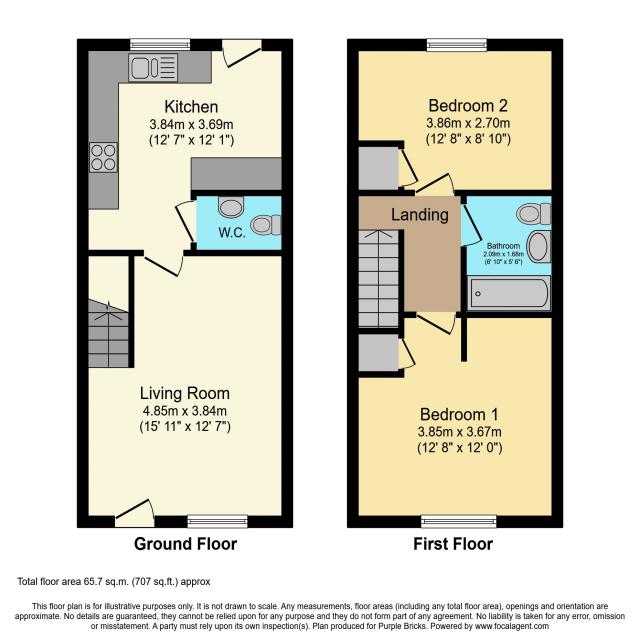 Kitchen
3.84m x 3.69m
(12' 7" x 12' 1")
W.C.
Living Room
4.85m x 3.84m
(15' 11" x 12' 7")
Ground Floor
Bedroom 2
3.86m x 2.70m
(12' 8" x 8' 10")
Landing
Bathroom
2.09m x 1.68m
(6' 10" x 5' 6")
Bedroom 1
3.85m x 3.67m
(12' 8" x 12' 0")
First Floor
Total floor area 65.7 sq.m. (707 sq.ft.) approx
This floor plan is for illustrative purposes only. It is not drawn to scale. Any measurements, floor areas (including any total floor area), openings and orientation are
approximate. No details are guaranteed, they cannot be relied upon for any purpose and they do not form part of any agreement. No liability is taken for any error, omission
or misstatement. A party must rely upon its own inspection(s). Plan produced for Purple Bricks. Powered by www.focalagent.com